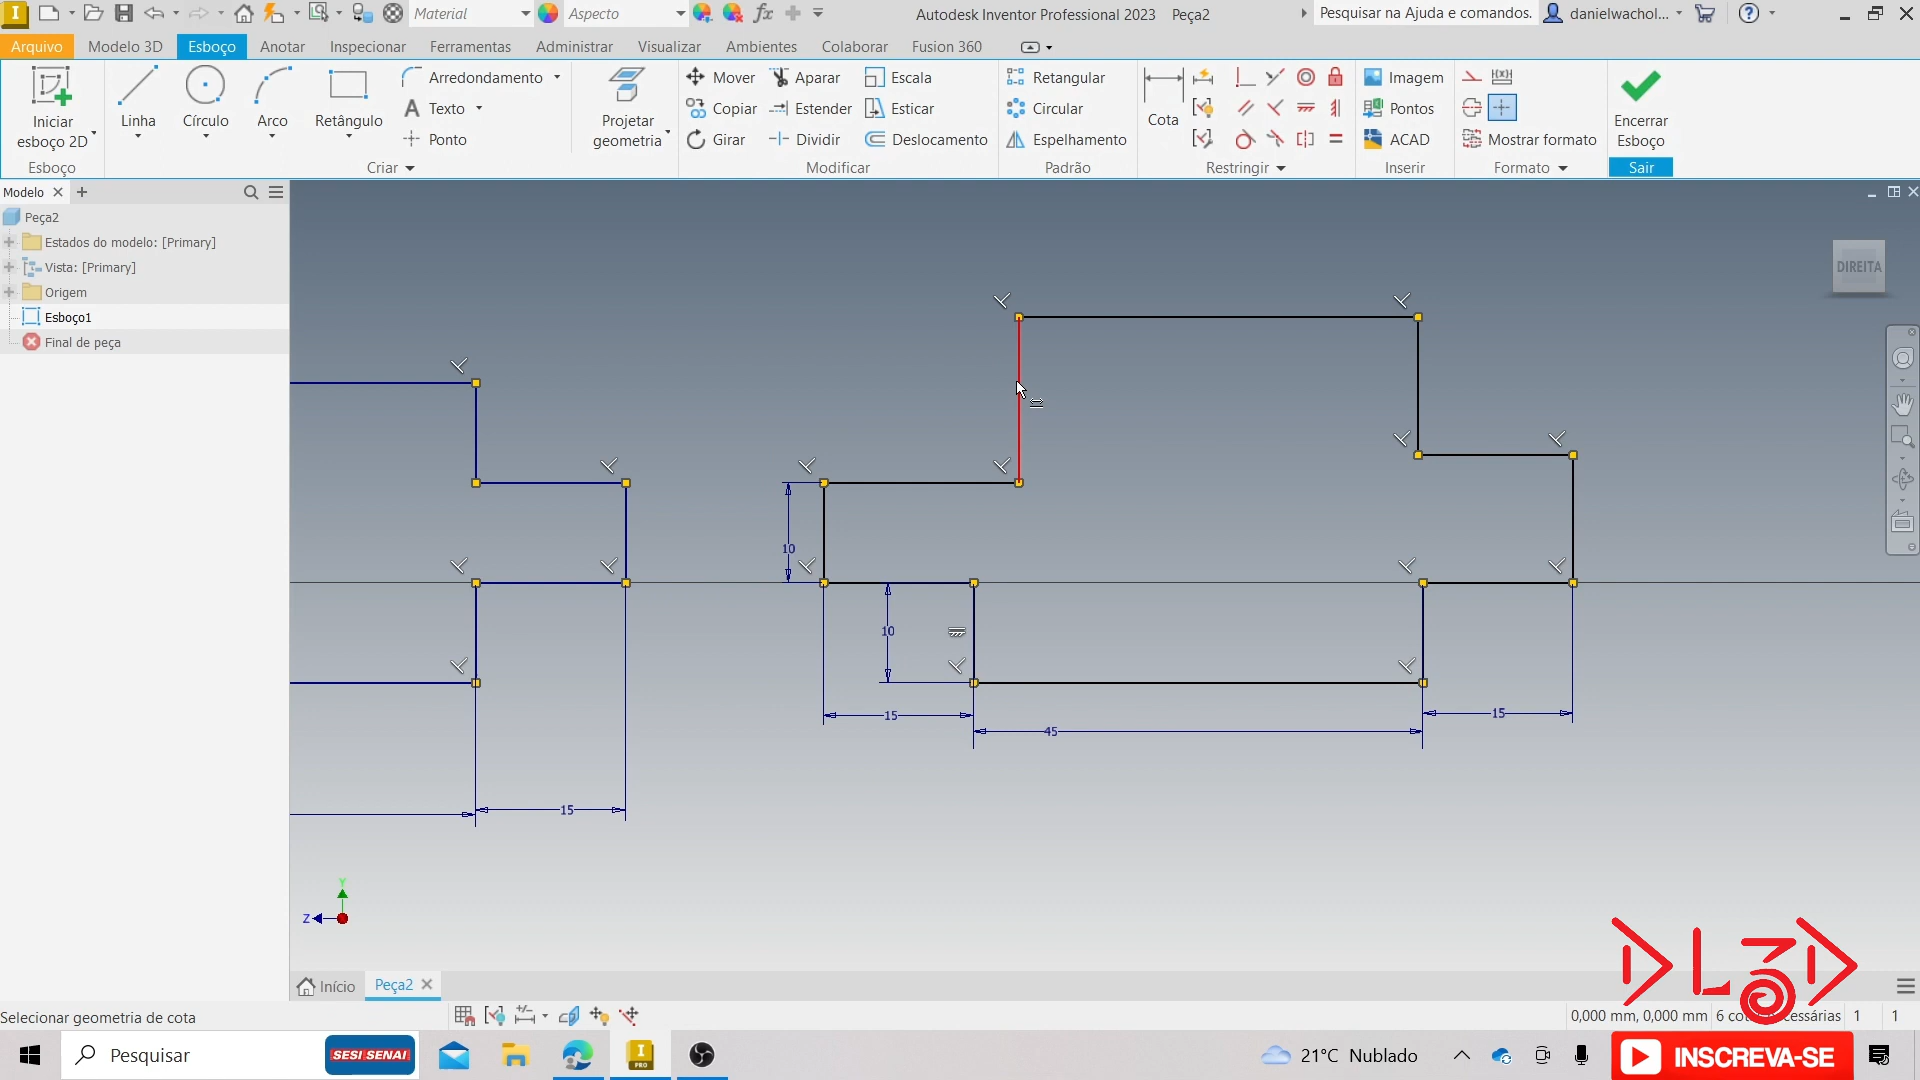 Material
Aspecto
Autodesk Inventor Professional 2023 Peça2
Pesquisar na Ajuda e comandos.
danielwachol...
Arquivo
Modelo 3D
Esboço
Anotar
Inspecionar
Ferramentas
Administrar
Visualizar
Ambientes
Colaborar
Fusion 360
Iniciar
esboço 2D
Linha
Círculo
Arco
Retângulo
Arredondamento
Texto
Ponto
Projetar
geometria
Mover
Copiar
Girar
Aparar
Estender
Dividir
Escala
Esticar
Deslocamento
Retangular
Circular
Espelhamento
Cota
Imagem
Pontos
ACAD
Mostrar formato
Encerrar
Esboço
Esboço
Criar
Modificar
Padrão
Restringir
Inserir
Formato
Sair
Modelo
Peça2
Estados do modelo: [Primary]
Vista: [Primary]
Origem
Esboço1
Final de peça
DIREITA
10
10
15
45
15
15
Y
Z
DL3D
Início
Peça2
Selecionar geometria de cota
0,000 mm, 0,000 mm
1
1
Pesquisar
SESI SENAI
PRO
21°C Nublado
INSCREVA-SE